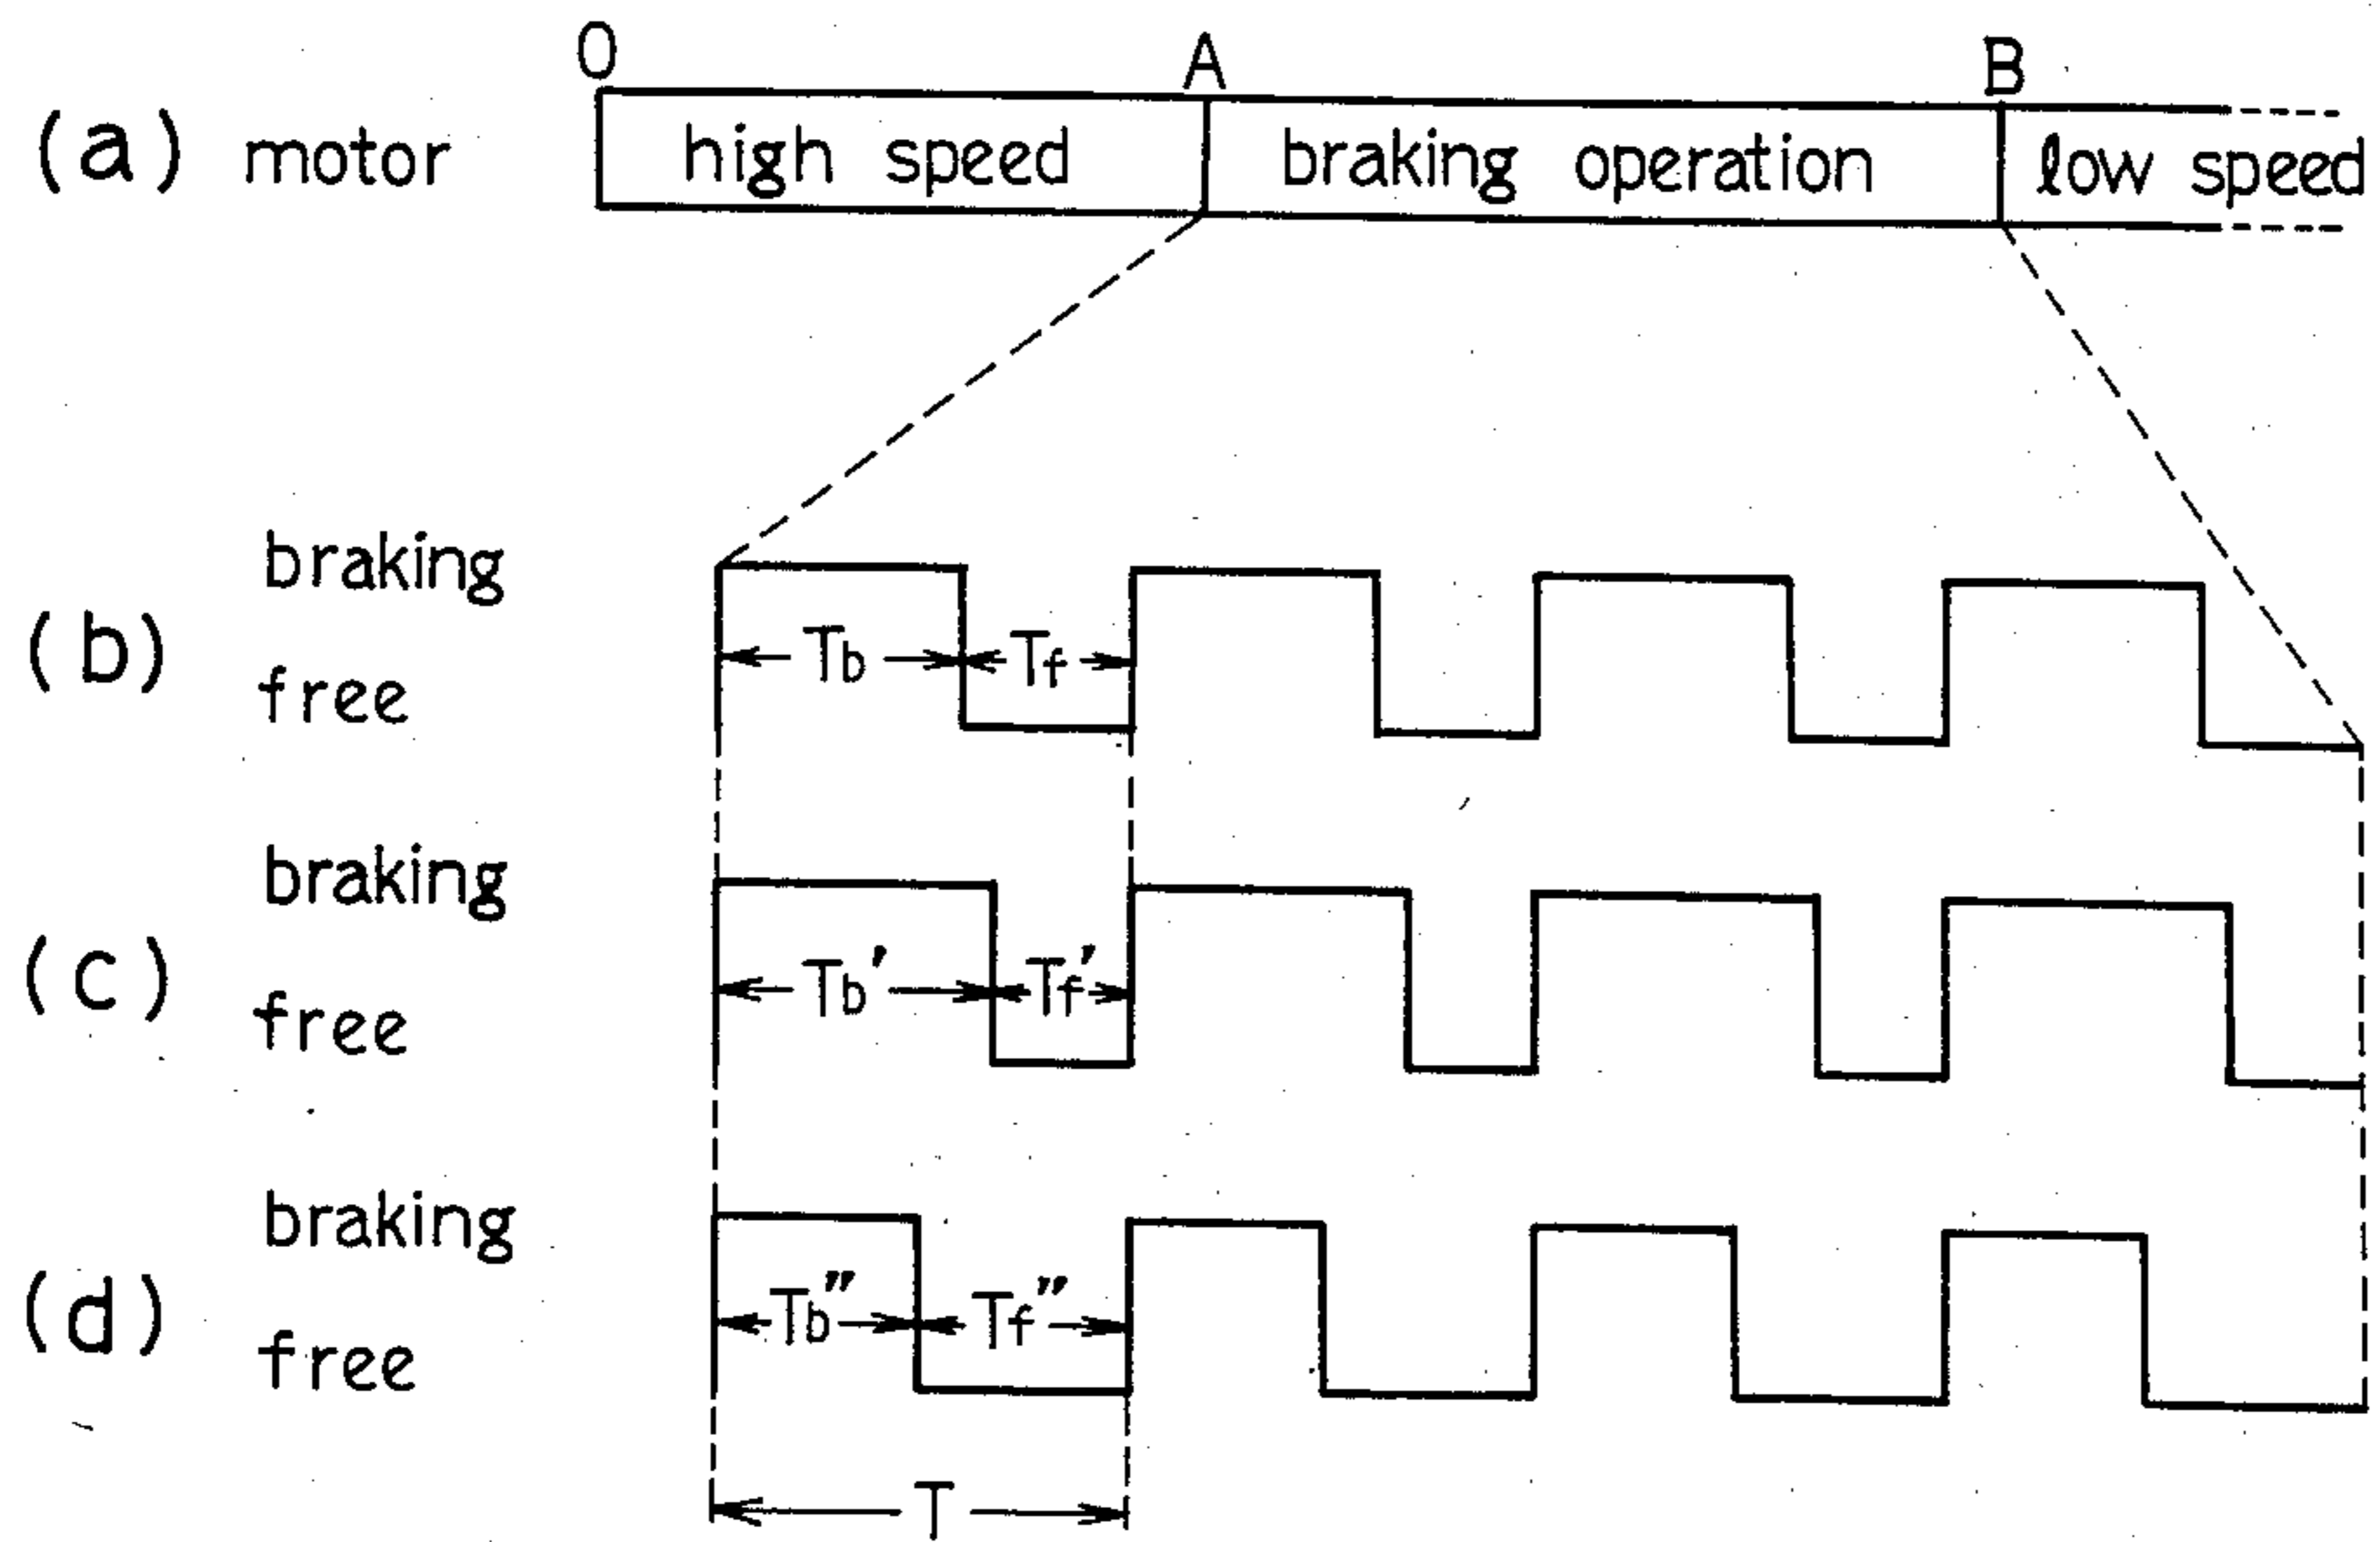 O A B
(a) motor high speed braking operation low speed
braking
(b) Tb Tf
free
braking
(c) Tb' Tf'
free
braking
(d) Tb" Tf"
free
T